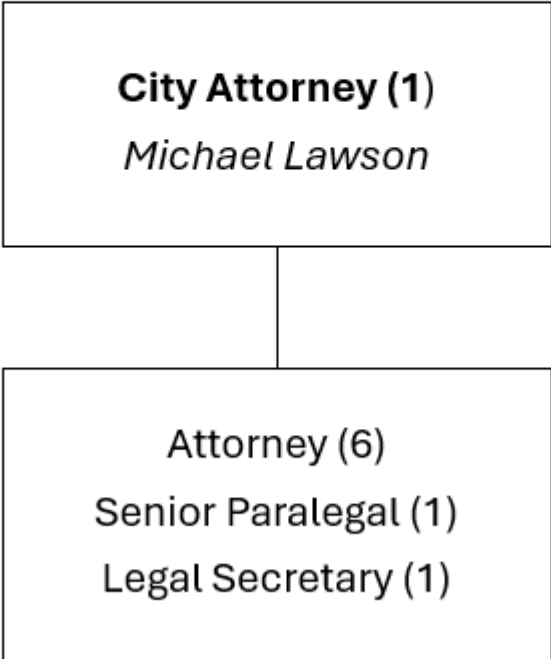 City Attorney (1)
Michael Lawson
Attorney (6)
Senior Paralegal (1)
Legal Secretary (1)